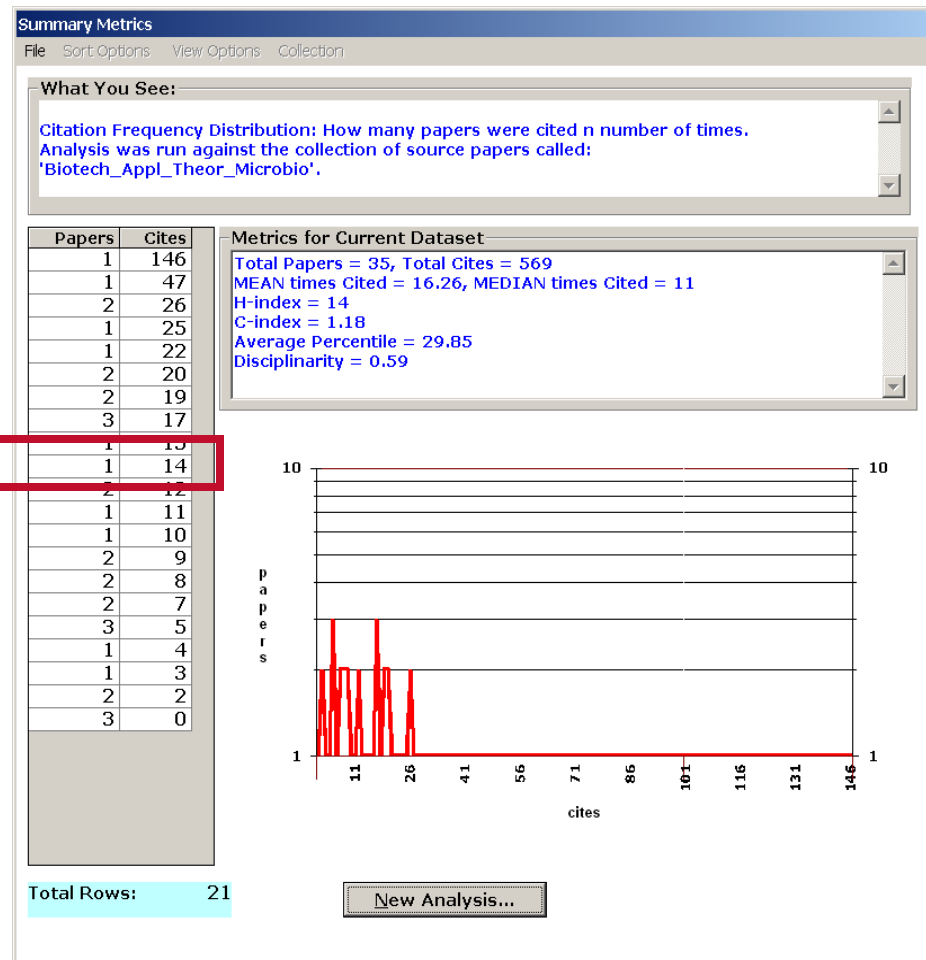 Summary Metrics
File Sort Options View Options Collection
What You See:
Citation Frequency Distribution: How many papers were cited n number of times.
Analysis was run against the collection of source papers called:
'Biotech_Appl_Theor_Microbio'.
Papers Cites
1 146
1 47
2 26
1 25
1 22
2 20
2 19
3 17
1 15
1 14
2 12
1 11
1 10
2 9
2 8
2 7
3 5
1 4
1 3
2 2
3 0
Metrics for Current Dataset
Total Papers = 35, Total Cites = 569
MEAN times Cited = 16.26, MEDIAN times Cited = 11
H-index = 14
C-index = 1.18
Average Percentile = 29.85
Disciplinarity = 0.59
10 10
papers
1 1
11 26 41 56 71 86 101 116 131 146
cites
Total Rows: 21
New Analysis...